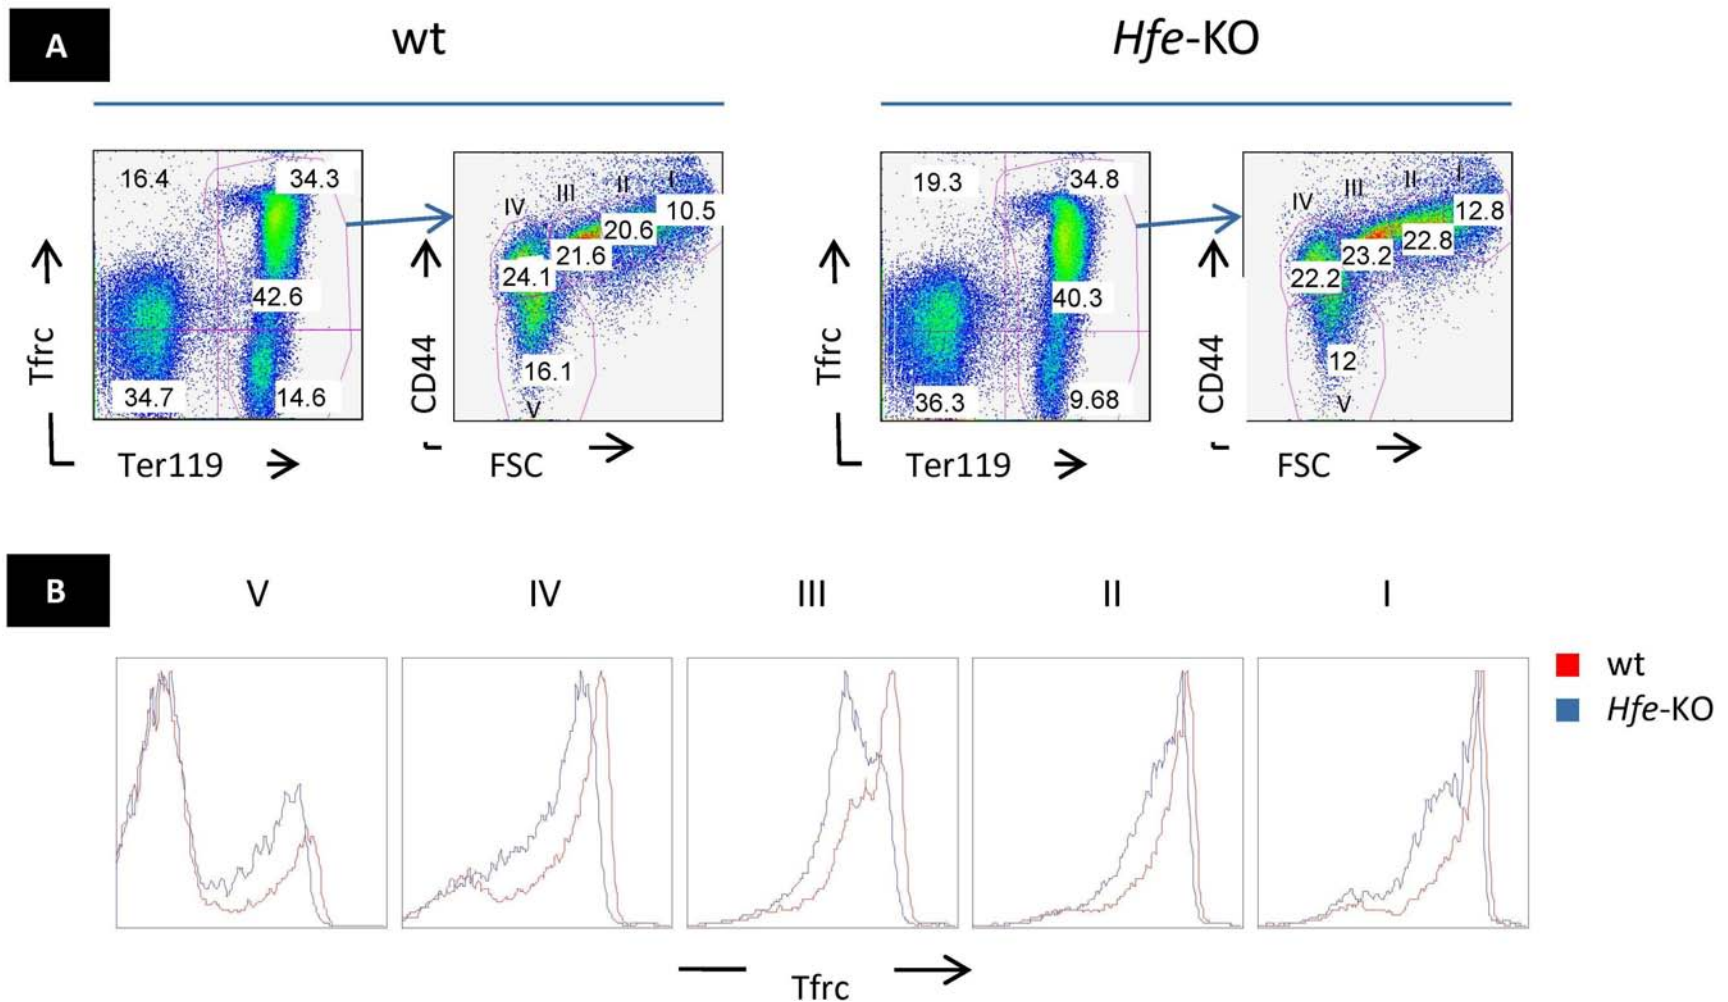 A
wt
Hfe-KO
16.4
34.3
42.6
34.7
14.6
Tfrc
Ter119
IV
III
II
I
10.5
20.6
21.6
24.1
16.1
V
CD44
FSC
19.3
34.8
40.3
36.3
9.68
Tfrc
Ter119
IV
III
II
I
12.8
22.8
23.2
22.2
12
V
CD44
FSC
B
V
IV
III
II
I
wt
Hfe-KO
Tfrc